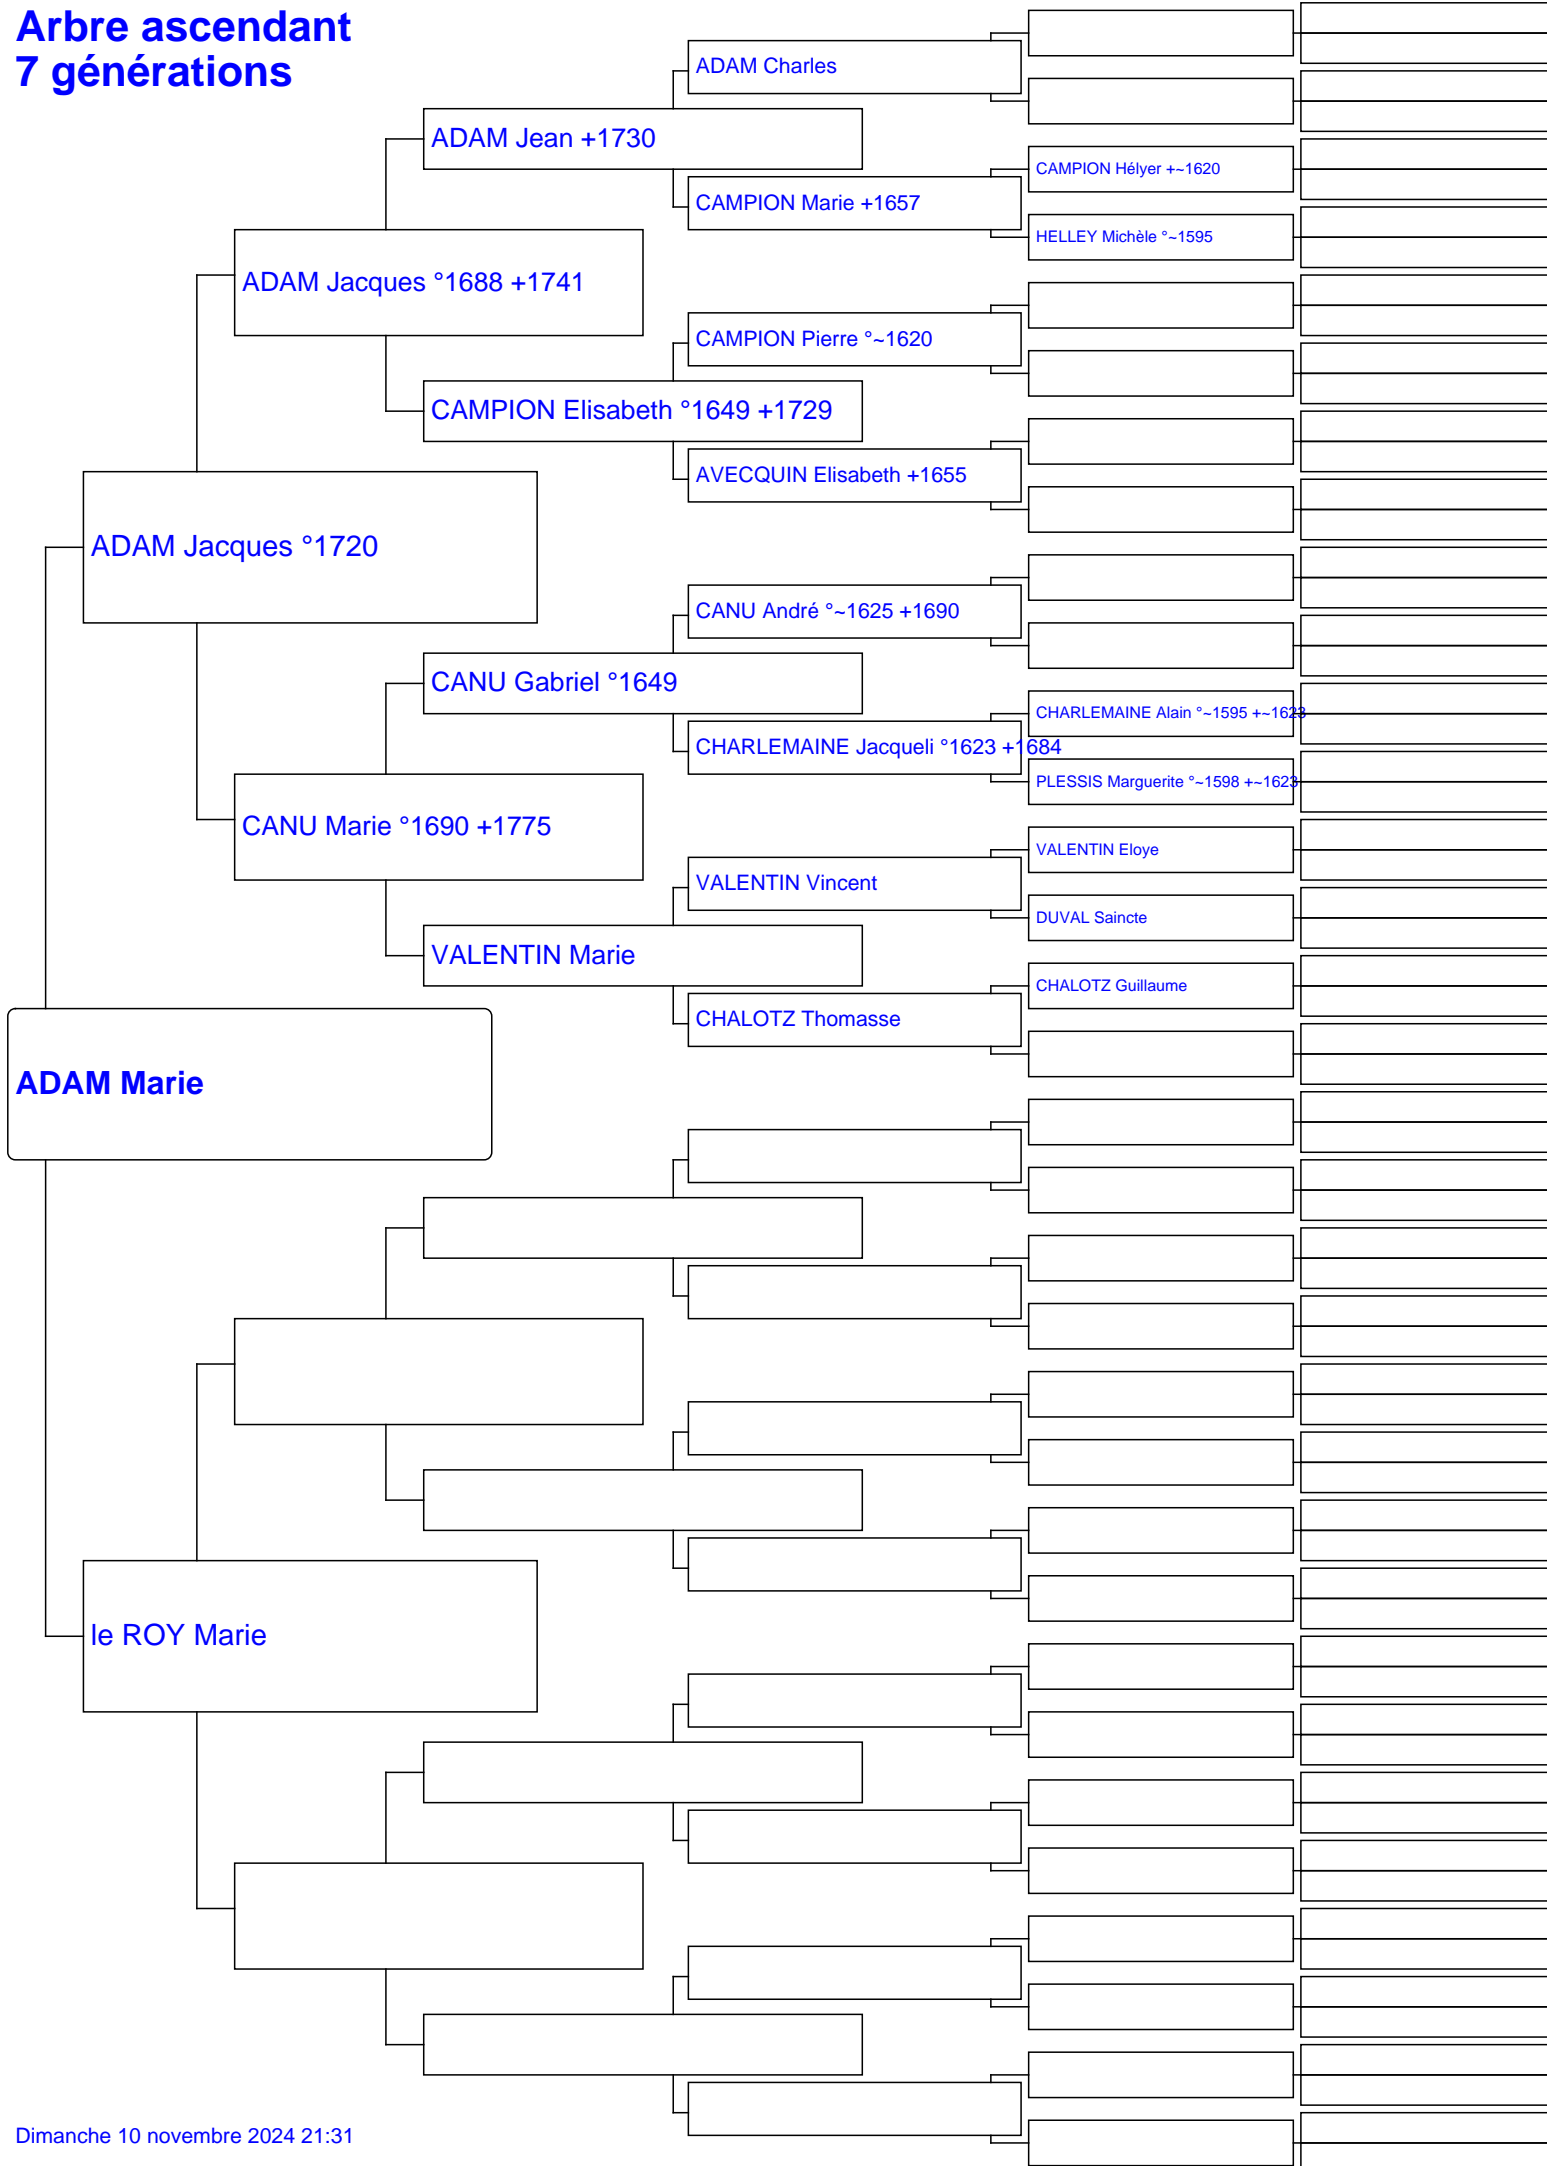 Arbre ascendant
7 générations
ADAM Charles
ADAM Jean +1730
CAMPION Hélyer +~1620
CAMPION Marie +1657
HELLEY Michèle °~1595
ADAM Jacques °1688 +1741
CAMPION Pierre °~1620
CAMPION Elisabeth °1649 +1729
AVECQUIN Elisabeth +1655
ADAM Jacques °1720
CANU André °~1625 +1690
CANU Gabriel °1649
CHARLEMAINE Alain °~1595 +~1623
CHARLEMAINE Jacqueli °1623 +1684
PLESSIS Marguerite °~1598 +~1623
CANU Marie °1690 +1775
VALENTIN Eloye
VALENTIN Vincent
DUVAL Saincte
VALENTIN Marie
CHALOTZ Guillaume
CHALOTZ Thomasse
ADAM Marie
le ROY Marie
Dimanche 10 novembre 2024 21:31